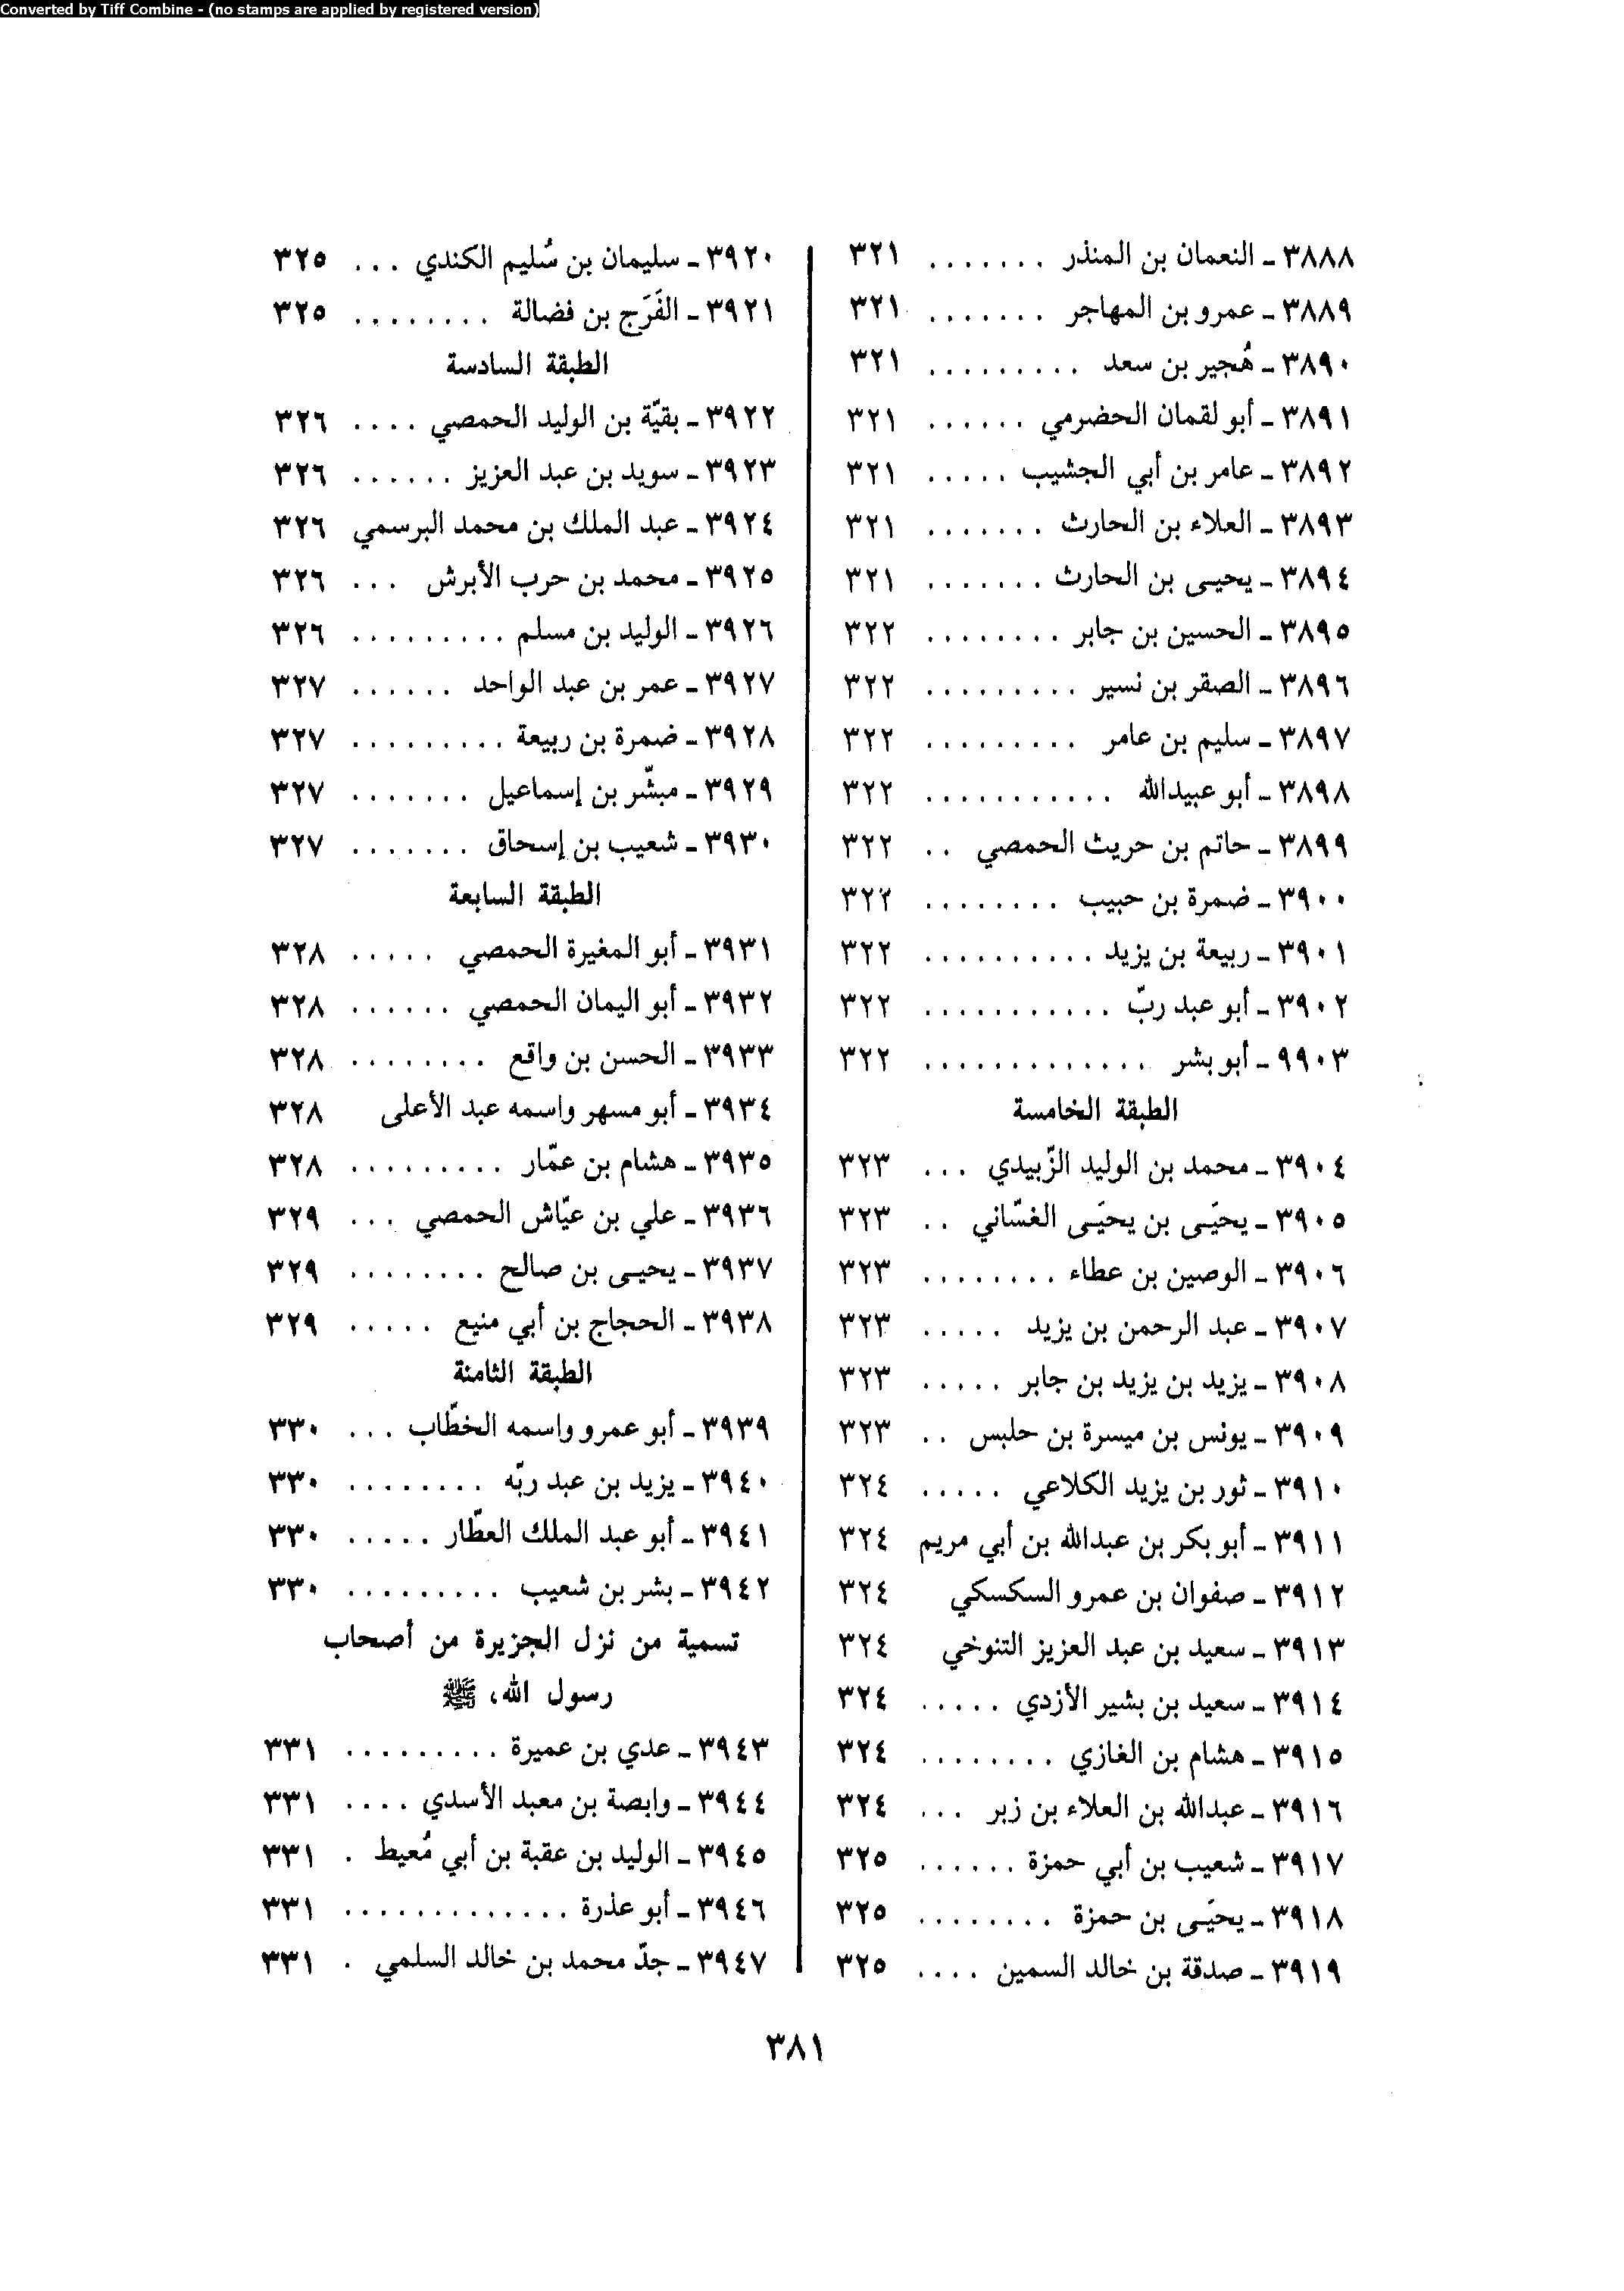 Converted by Tiff Combine - (no stamps are applied by registered version)
٣٨٨٨ ـ النعمان بن المنذر ....... ٣٢١
٣٨٨٩ ـ عمرو بن المهاجر ....... ٣٢١
٣٨٩٠ ـ هُجير بن سعد ......... ٣٢١
٣٨٩١ ـ أبو لقمان الحضرمي ...... ٣٢١
٣٨٩٢ ـ عامر بن أبي الجشيب ..... ٣٢١
٣٨٩٣ ـ العلاء بن الحارث ....... ٣٢١
٣٨٩٤ ـ يحيى بن الحارث ....... ٣٢١
٣٨٩٥ ـ الحسين بن جابر ........ ٣٢٢
٣٨٩٦ ـ الصقر بن نسير ......... ٣٢٢
٣٨٩٧ ـ سليم بن عامر ......... ٣٢٢
٣٨٩٨ ـ أبو عبيدالله ........... ٣٢٢
٣٨٩٩ ـ حاتم بن حريث الحمصي .. ٣٢٢
٣٩٠٠ ـ ضمرة بن حبيب ........ ٣٢٢
٣٩٠١ ـ ربيعة بن يزيد .......... ٣٢٢
٣٩٠٢ ـ أبو عبد ربّ ........... ٣٢٢
٩٩٠٣ ـ أبو بشر ............. ٣٢٢
الطبقة الخامسة
٣٩٠٤ ـ محمد بن الوليد الزّبيدي ... ٣٢٣
٣٩٠٥ ـ يحيَى بن يحيَى الغسّاني .. ٣٢٣
٣٩٠٦ ـ الوصين بن عطاء ........ ٣٢٣
٣٩٠٧ ـ عبد الرحمن بن يزيد ..... ٣٢٣
٣٩٠٨ ـ يزيد بن يزيد بن جابر ..... ٣٢٣
٣٩٠٩ ـ يونس بن ميسرة بن حلبس .. ٣٢٣
٣٩١٠ ـ ثور بن يزيد الكلاعي ..... ٣٢٤
٣٩١١ ـ أبو بكر بن عبدالله بن أبي مريم ٣٢٤
٣٩١٢ ـ صفوان بن عمرو السكسكي ٣٢٤
٣٩١٣ ـ سعيد بن عبد العزيز التنوخي ٣٢٤
٣٩١٤ ـ سعيد بن بشير الأزدي ..... ٣٢٤
٣٩١٥ ـ هشام بن الغازي ........ ٣٢٤
٣٩١٦ ـ عبدالله بن العلاء بن زبر ... ٣٢٤
٣٩١٧ ـ شعيب بن أبي حمزة ...... ٣٢٥
٣٩١٨ ـ يحيَى بن حمزة ........ ٣٢٥
٣٩١٩ ـ صدقة بن خالد السمين .... ٣٢٥
٣٩٢٠ ـ سليمان بن سُليم الكندي ... ٣٢٥
٣٩٢١ ـ الفَرَج بن فضالة ........ ٣٢٥
الطبقة السادسة
٣٩٢٢ ـ بقيّة بن الوليد الحمصي .... ٣٢٦
٣٩٢٣ ـ سويد بن عبد العزيز ...... ٣٢٦
٣٩٢٤ ـ عبد الملك بن محمد البرسمي ٣٢٦
٣٩٢٥ ـ محمد بن حرب الأبرش ... ٣٢٦
٣٩٢٦ ـ الوليد بن مسلم ......... ٣٢٦
٣٩٢٧ ـ عمر بن عبد الواحد ...... ٣٢٧
٣٩٢٨ ـ ضمرة بن ربيعة ......... ٣٢٧
٣٩٢٩ ـ مبشّر بن إسماعيل ....... ٣٢٧
٣٩٣٠ ـ شعيب بن إسحاق ....... ٣٢٧
الطبقة السابعة
٣٩٣١ ـ أبو المغيرة الحمصي ..... ٣٢٨
٣٩٣٢ ـ أبو اليمان الحمصي ...... ٣٢٨
٣٩٣٣ ـ الحسن بن واقع ........ ٣٢٨
٣٩٣٤ ـ أبو مسهر واسمه عبد الأعلى ٣٢٨
٣٩٣٥ ـ هشام بن عمّار ......... ٣٢٨
٣٩٣٦ ـ علي بن عيّاش الحمصي ... ٣٢٩
٣٩٣٧ ـ يحيى بن صالح ........ ٣٢٩
٣٩٣٨ ـ الحجاج بن أبي منيع ..... ٣٢٩
الطبقة الثامنة
٣٩٣٩ ـ أبو عمرو واسمه الخطّاب ... ٣٣٠
٣٩٤٠ ـ يزيد بن عبد ربّه ........ ٣٣٠
٣٩٤١ ـ أبو عبد الملك العطّار ..... ٣٣٠
٣٩٤٢ ـ بشر بن شعيب ......... ٣٣٠
تسمية من نزل الجزيرة من أصحاب
رسول الله، ﷺ
٣٩٤٣ ـ عدي بن عميرة ......... ٣٣١
٣٩٤٤ ـ وابصة بن معبد الأسدي .... ٣٣١
٣٩٤٥ ـ الوليد بن عقبة بن أبي مُعيط . ٣٣١
٣٩٤٦ ـ أبو عذرة ............. ٣٣١
٣٩٤٧ ـ جدّ محمد بن خالد السلمي . ٣٣١
٣٨١